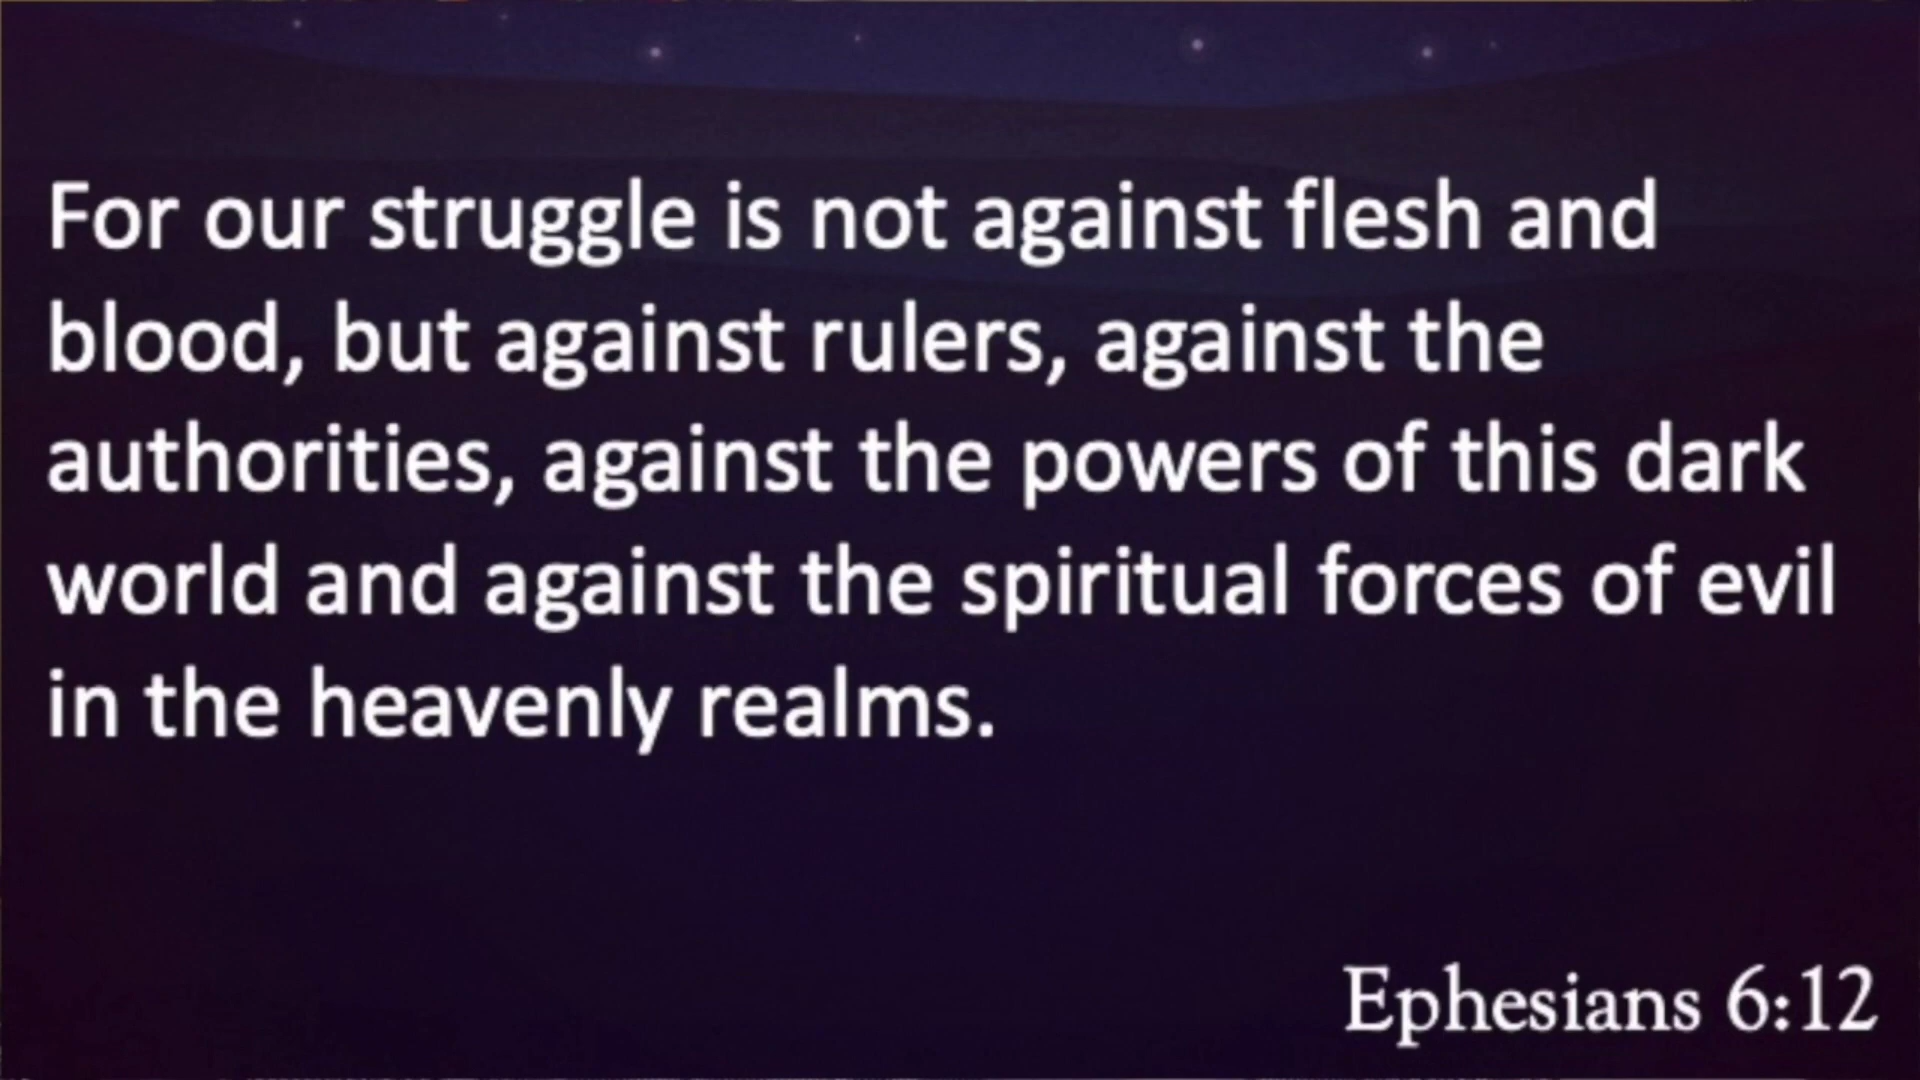 For our struggle is not against flesh and
blood, but against rulers, against the
authorities, against the powers of this dark
world and against the spiritual forces of evil
in the heavenly realms.
Ephesians 6:12